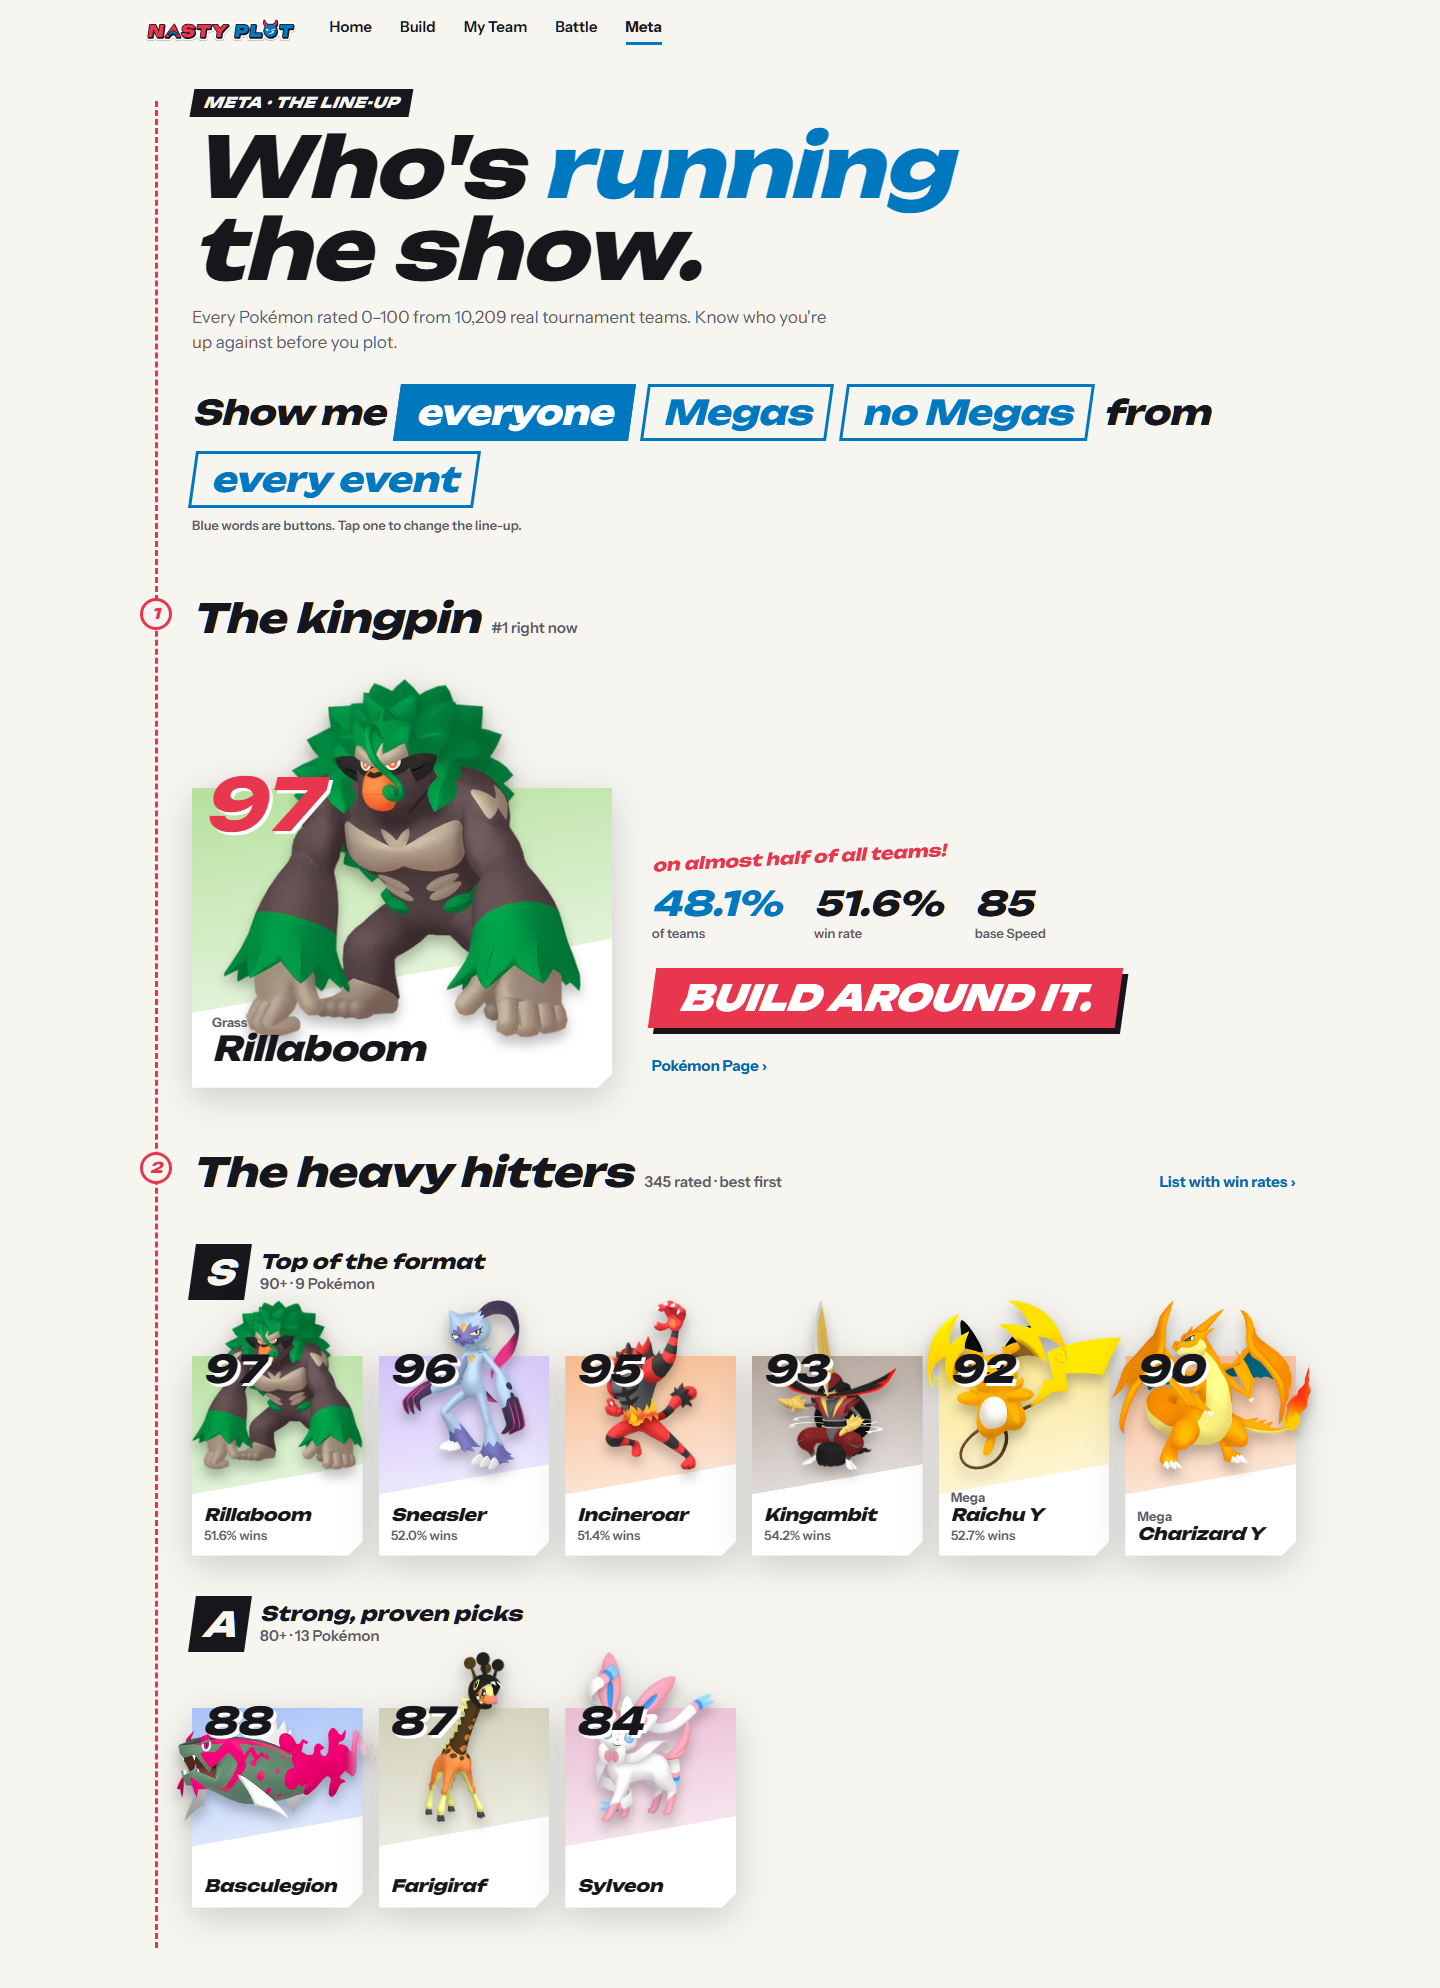 NASTY PLOT Home Build My Team Battle Meta
META · THE LINE-UP
Who's running
the show.
Every Pokémon rated 0–100 from 10,209 real tournament teams. Know who you're
up against before you plot.
Show me everyone Megas no Megas from
every event
Blue words are buttons. Tap one to change the line-up.
1 The kingpin #1 right now
97
Grass
Rillaboom
on almost half of all teams!
48.1% 51.6% 85
of teams win rate base Speed
BUILD AROUND IT.
Pokémon Page ›
2 The heavy hitters 345 rated · best first List with win rates ›
S Top of the format
90+ · 9 Pokémon
97 96 95 93 92 90
Mega
Rillaboom Sneasler Incineroar Kingambit Raichu Y
Mega
51.6% wins 52.0% wins 51.4% wins 54.2% wins 52.7% wins Charizard Y
A Strong, proven picks
80+ · 13 Pokémon
88 87 84
Basculegion Farigiraf Sylveon